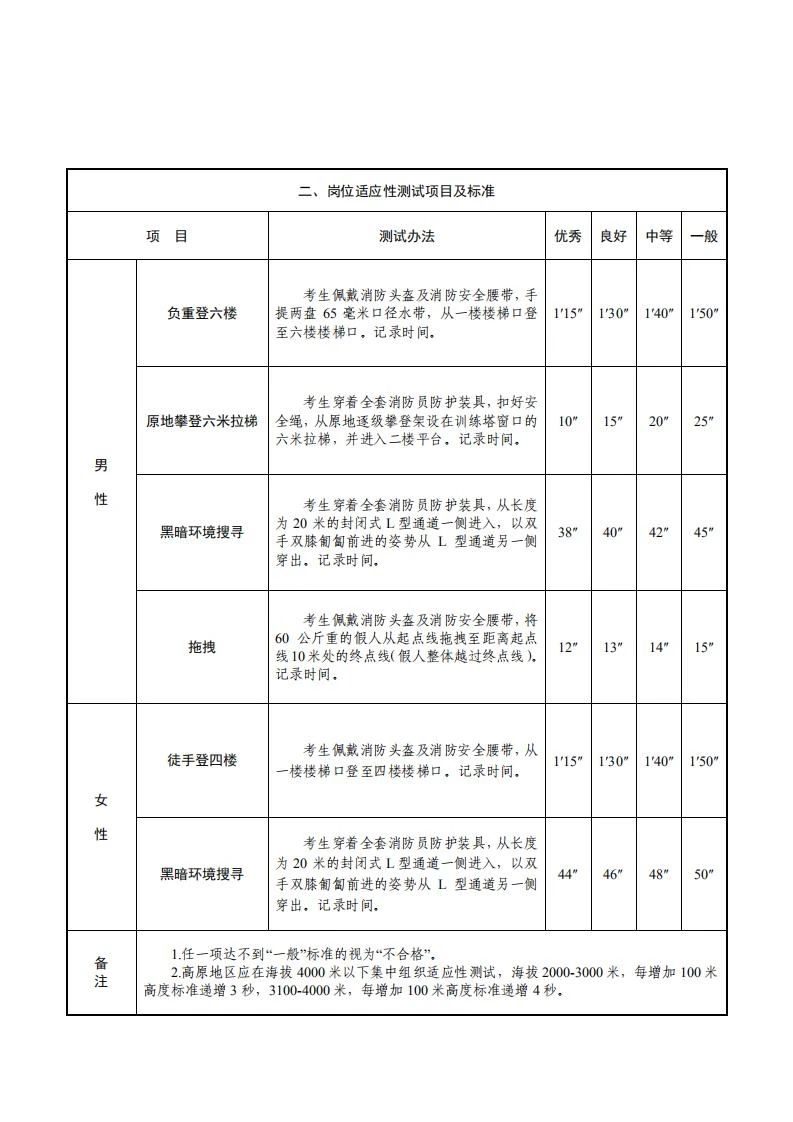 二、岗位适应性测试项目及标准
项 目 测试办法 优秀 良好 中等 一般
男
性
负重登六楼
考生佩戴消防头盔及消防安全腰带，手
提两盘 65 毫米口径水带，从一楼楼梯口登
至六楼楼梯口。记录时间。
1′15″ 1′30″ 1′40″ 1′50″
原地攀登六米拉梯
考生穿着全套消防员防护装具，扣好安
全绳，从原地逐级攀登架设在训练塔窗口的
六米拉梯，并进入二楼平台。记录时间。
10″ 15″ 20″ 25″
黑暗环境搜寻
考生穿着全套消防员防护装具，从长度
为 20 米的封闭式 L 型通道一侧进入，以双
手双膝匍匐前进的姿势从 L 型通道另一侧
穿出。记录时间。
38″ 40″ 42″ 45″
拖拽
考生佩戴消防头盔及消防安全腰带，将
60 公斤重的假人从起点线拖拽至距离起点
线10米处的终点线（假人整体越过终点线）。
记录时间。
12″ 13″ 14″ 15″
女
性
徒手登四楼
考生佩戴消防头盔及消防安全腰带，从
一楼楼梯口登至四楼楼梯口。记录时间。
1′15″ 1′30″ 1′40″ 1′50″
黑暗环境搜寻
考生穿着全套消防员防护装具，从长度
为 20 米的封闭式 L 型通道一侧进入，以双
手双膝匍匐前进的姿势从 L 型通道另一侧
穿出。记录时间。
44″ 46″ 48″ 50″
备
注
1.任一项达不到“一般”标准的视为“不合格”。
2.高原地区应在海拔 4000 米以下集中组织适应性测试，海拔 2000-3000 米，每增加 100 米
高度标准递增 3 秒，3100-4000 米，每增加 100 米高度标准递增 4 秒。